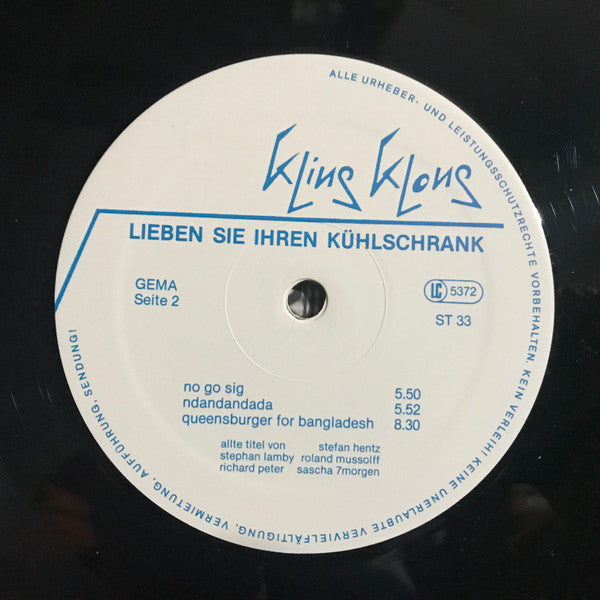 kling klong
LIEBEN SIE IHREN KÜHLSCHRANK
GEMA
Seite 2
LC 5372
ST 33
no go sig 5.50
ndandandada 5.52
queensburger for bangladesh 8.30
allte titel von stefan hentz
stephan lamby roland mussolff
richard peter sascha 7morgen
ALLE URHEBER- UND LEISTUNGSSCHUTZRECHTE VORBEHALTEN. KEIN VERLEIH! KEINE UNERLAUBTE VERVIELFÄLTIGUNG, VERMIETUNG, AUFFÜHRUNG, SENDUNG!